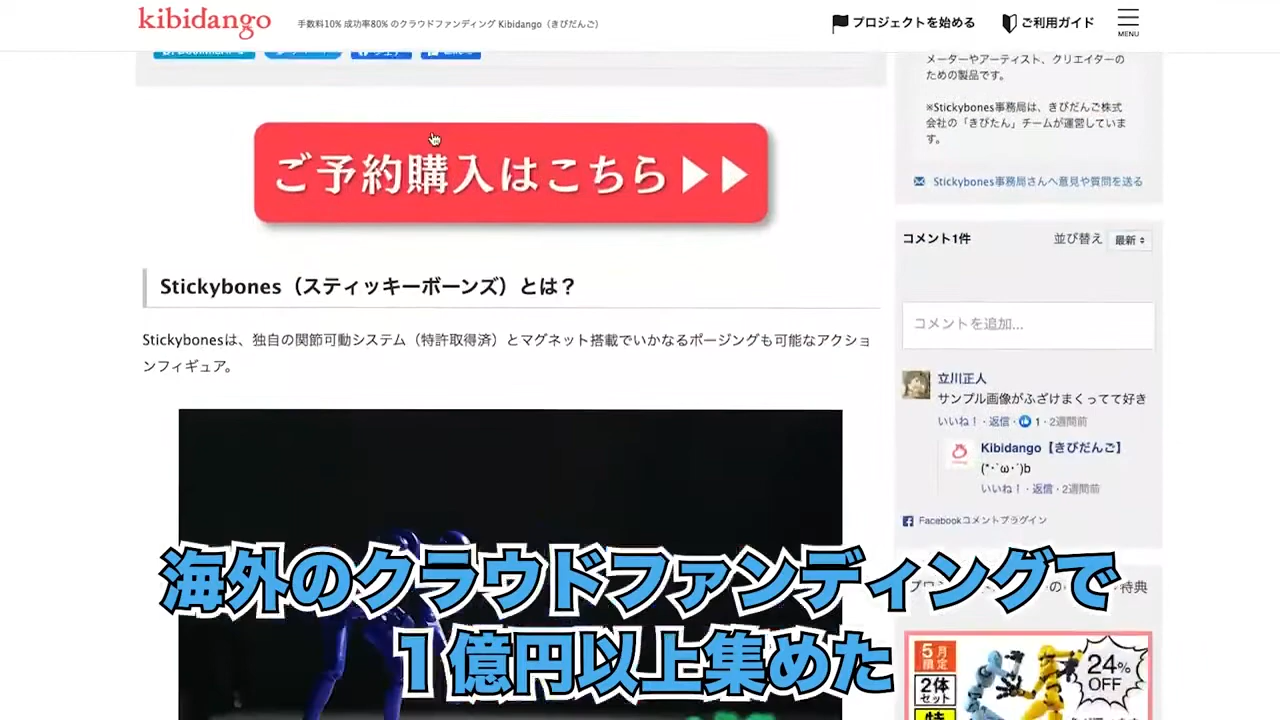 kibidango
手数料10% 成功率80% のクラウドファンディング Kibidango（きびだんご）
プロジェクトを始める
ご利用ガイド
MENU
ご予約購入はこちら▶▶
Stickybones（スティッキーボーンズ）とは？
Stickybonesは、独自の関節可動システム（特許取得済）とマグネット搭載でいかなるポージングも可能なアクショ
ンフィギュア。
メーターやアーティスト、クリエイターの
ための製品です。
※Stickybones事務局は、きびだんご株式
会社の「きびたん」チームが運営していま
す。
Stickybones事務局さんへ意見や質問を送る
コメント1件
並び替え
最新
コメントを追加...
立川正人
サンプル画像がふざけまくってて好き
いいね！ · 返信 · 1 · 2週間前
Kibidango【きびだんご】
(*･`ω･´)b
いいね！ · 返信 · 2週間前
Facebookコメントプラグイン
特典
5月
限定
2体
セット
24%
OFF
海外のクラウドファンディングで
１億円以上集めた